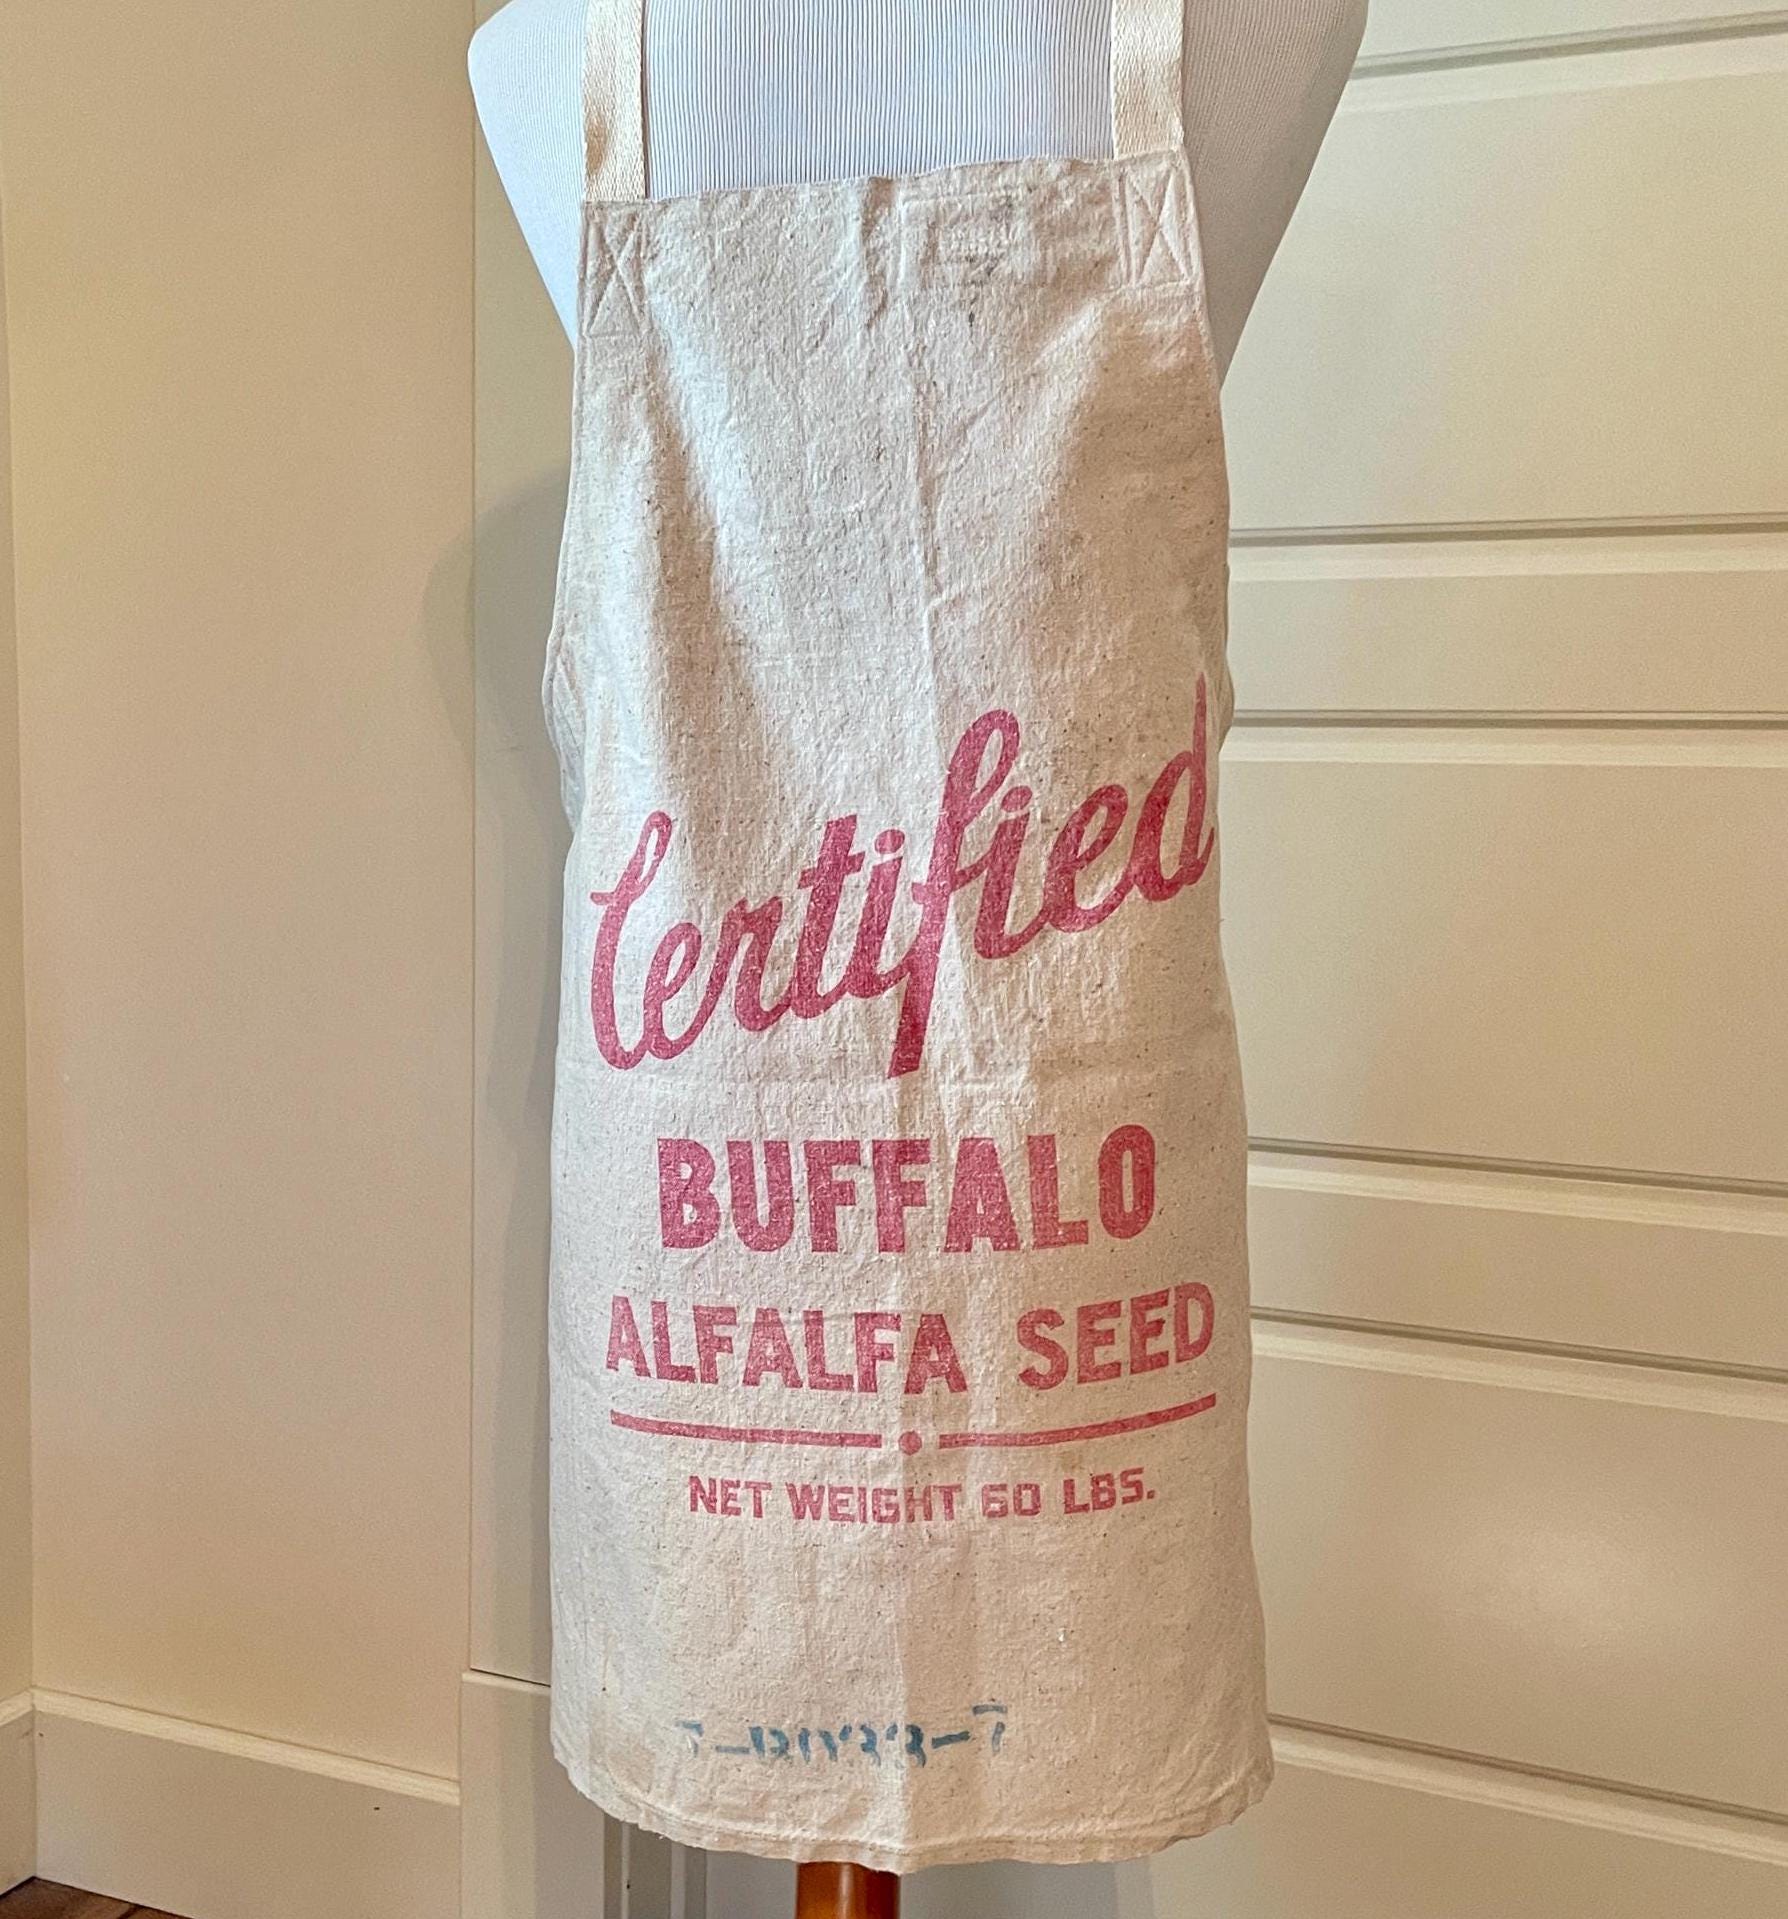 Certified
BUFFALO
ALFALFA SEED
NET WEIGHT 60 LBS.